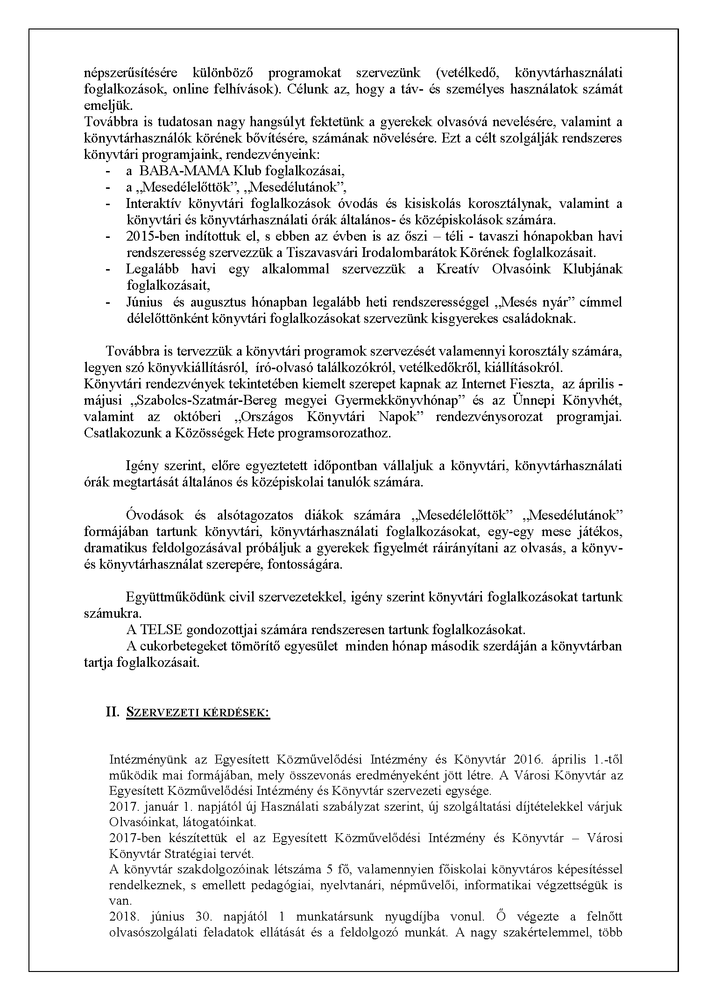 népszerűsítésére különböző programokat szervezünk (vetélkedő, könyvtárhasználati
foglalkozások, online felhívások). Célunk az, hogy a táv- és személyes használatok számát
emeljük.
Továbbra is tudatosan nagy hangsúlyt fektetünk a gyerekek olvasóvá nevelésére, valamint a
könyvtárhasználók körének bővítésére, számának növelésére. Ezt a célt szolgálják rendszeres
könyvtári programjaink, rendezvényeink:
- a BABA-MAMA Klub foglalkozásai,
- a „Mesedélelőttök”, „Mesedélutánok”,
- Interaktív könyvtári foglalkozások óvodás és kisiskolás korosztálynak, valamint a
könyvtári és könyvtárhasználati órák általános- és középiskolások számára.
- 2015-ben indítottuk el, s ebben az évben is az őszi – téli - tavaszi hónapokban havi
rendszeresség szervezzük a Tiszavasvári Irodalombarátok Körének foglalkozásait.
- Legalább havi egy alkalommal szervezzük a Kreatív Olvasóink Klubjának
foglalkozásait,
- Június és augusztus hónapban legalább heti rendszerességgel „Mesés nyár” címmel
délelőttönként könyvtári foglalkozásokat szervezünk kisgyerekes családoknak.
Továbbra is tervezzük a könyvtári programok szervezését valamennyi korosztály számára,
legyen szó könyvkiállításról, író-olvasó találkozókról, vetélkedőkről, kiállításokról.
Könyvtári rendezvények tekintetében kiemelt szerepet kapnak az Internet Fieszta, az április -
májusi „Szabolcs-Szatmár-Bereg megyei Gyermekkönyvhónap” és az Ünnepi Könyvhét,
valamint az októberi „Országos Könyvtári Napok” rendezvénysorozat programjai.
Csatlakozunk a Közösségek Hete programsorozathoz.
Igény szerint, előre egyeztetett időpontban vállaljuk a könyvtári, könyvtárhasználati
órák megtartását általános és középiskolai tanulók számára.
Óvodások és alsótagozatos diákok számára „Mesedélelőttök” „Mesedélutánok”
formájában tartunk könyvtári, könyvtárhasználati foglalkozásokat, egy-egy mese játékos,
dramatikus feldolgozásával próbáljuk a gyerekek figyelmét ráirányítani az olvasás, a könyv-
és könyvtárhasználat szerepére, fontosságára.
Együttműködünk civil szervezetekkel, igény szerint könyvtári foglalkozásokat tartunk
számukra.
A TELSE gondozottjai számára rendszeresen tartunk foglalkozásokat.
A cukorbetegeket tömörítő egyesület minden hónap második szerdáján a könyvtárban
tartja foglalkozásait.
II. SZERVEZETI KÉRDÉSEK:
Intézményünk az Egyesített Közművelődési Intézmény és Könyvtár 2016. április 1.-től
működik mai formájában, mely összevonás eredményeként jött létre. A Városi Könyvtár az
Egyesített Közművelődési Intézmény és Könyvtár szervezeti egysége.
2017. január 1. napjától új Használati szabályzat szerint, új szolgáltatási díjtételekkel várjuk
Olvasóinkat, látogatóinkat.
2017-ben készítettük el az Egyesített Közművelődési Intézmény és Könyvtár – Városi
Könyvtár Stratégiai tervét.
A könyvtár szakdolgozóinak létszáma 5 fő, valamennyien főiskolai könyvtáros képesítéssel
rendelkeznek, s emellett pedagógiai, nyelvtanári, népművelői, informatikai végzettségük is
van.
2018. június 30. napjától 1 munkatársunk nyugdíjba vonul. Ő végezte a felnőtt
olvasószolgálati feladatok ellátását és a feldolgozó munkát. A nagy szakértelemmel, több